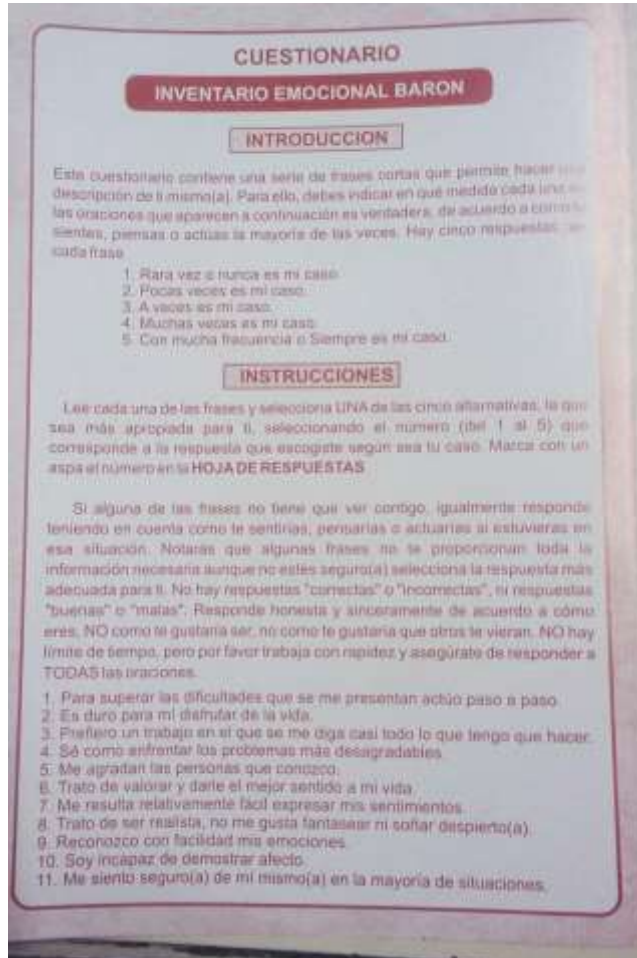 CUESTIONARIO
INVENTARIO EMOCIONAL BARON
INTRODUCCION
Este cuestionario contiene una serie de frases cortas que permite hacer una
descripción de ti mismo(a). Para ello, debes indicar en qué medida cada una de
las oraciones que aparecen a continuación es verdadera, de acuerdo a como te
sientes, piensas o actúas la mayoría de las veces. Hay cinco respuestas
cada frase
1. Rara vez o nunca es mi caso
2. Pocas veces es mi caso.
3. A veces es mi caso.
4. Muchas veces es mi caso.
5. Con mucha frecuencia o Siempre es mi caso.
INSTRUCCIONES
Lee cada una de las frases y selecciona UNA de las cinco alternativas, la que
sea más apropiada para ti, seleccionando el número (del 1 al 5) que
corresponde a la respuesta que escogiste según sea tu caso. Marca con un
aspa el número en la HOJA DE RESPUESTAS
Si alguna de las frases no tiene que ver contigo, igualmente responde
teniendo en cuenta como te sentirías, pensarías o actuarías si estuvieras en
esa situación. Notarás que algunas frases no te proporcionan toda la
información necesaria aunque no estés seguro(a) selecciona la respuesta más
adecuada para ti. No hay respuestas "correctas" o "incorrectas", ni respuestas
"buenas" o "malas". Responde honesta y sinceramente de acuerdo a cómo
eres, NO como te gustaría ser, no como te gustaría que otros te vieran. NO hay
límite de tiempo, pero por favor trabaja con rapidez y asegúrate de responder a
TODAS las oraciones.
1. Para superar las dificultades que se me presentan actúo paso a paso.
2. Es duro para mí disfrutar de la vida.
3. Prefiero un trabajo en el que se me diga casi todo lo que tengo que hacer.
4. Sé como enfrentar los problemas más desagradables
5. Me agradan las personas que conozco.
6. Trato de valorar y darle el mejor sentido a mi vida.
7. Me resulta relativamente fácil expresar mis sentimientos.
8. Trato de ser realista, no me gusta fantasear ni soñar despierto(a).
9. Reconozco con facilidad mis emociones.
10. Soy incapaz de demostrar afecto.
11. Me siento seguro(a) de mí mismo(a) en la mayoría de situaciones.